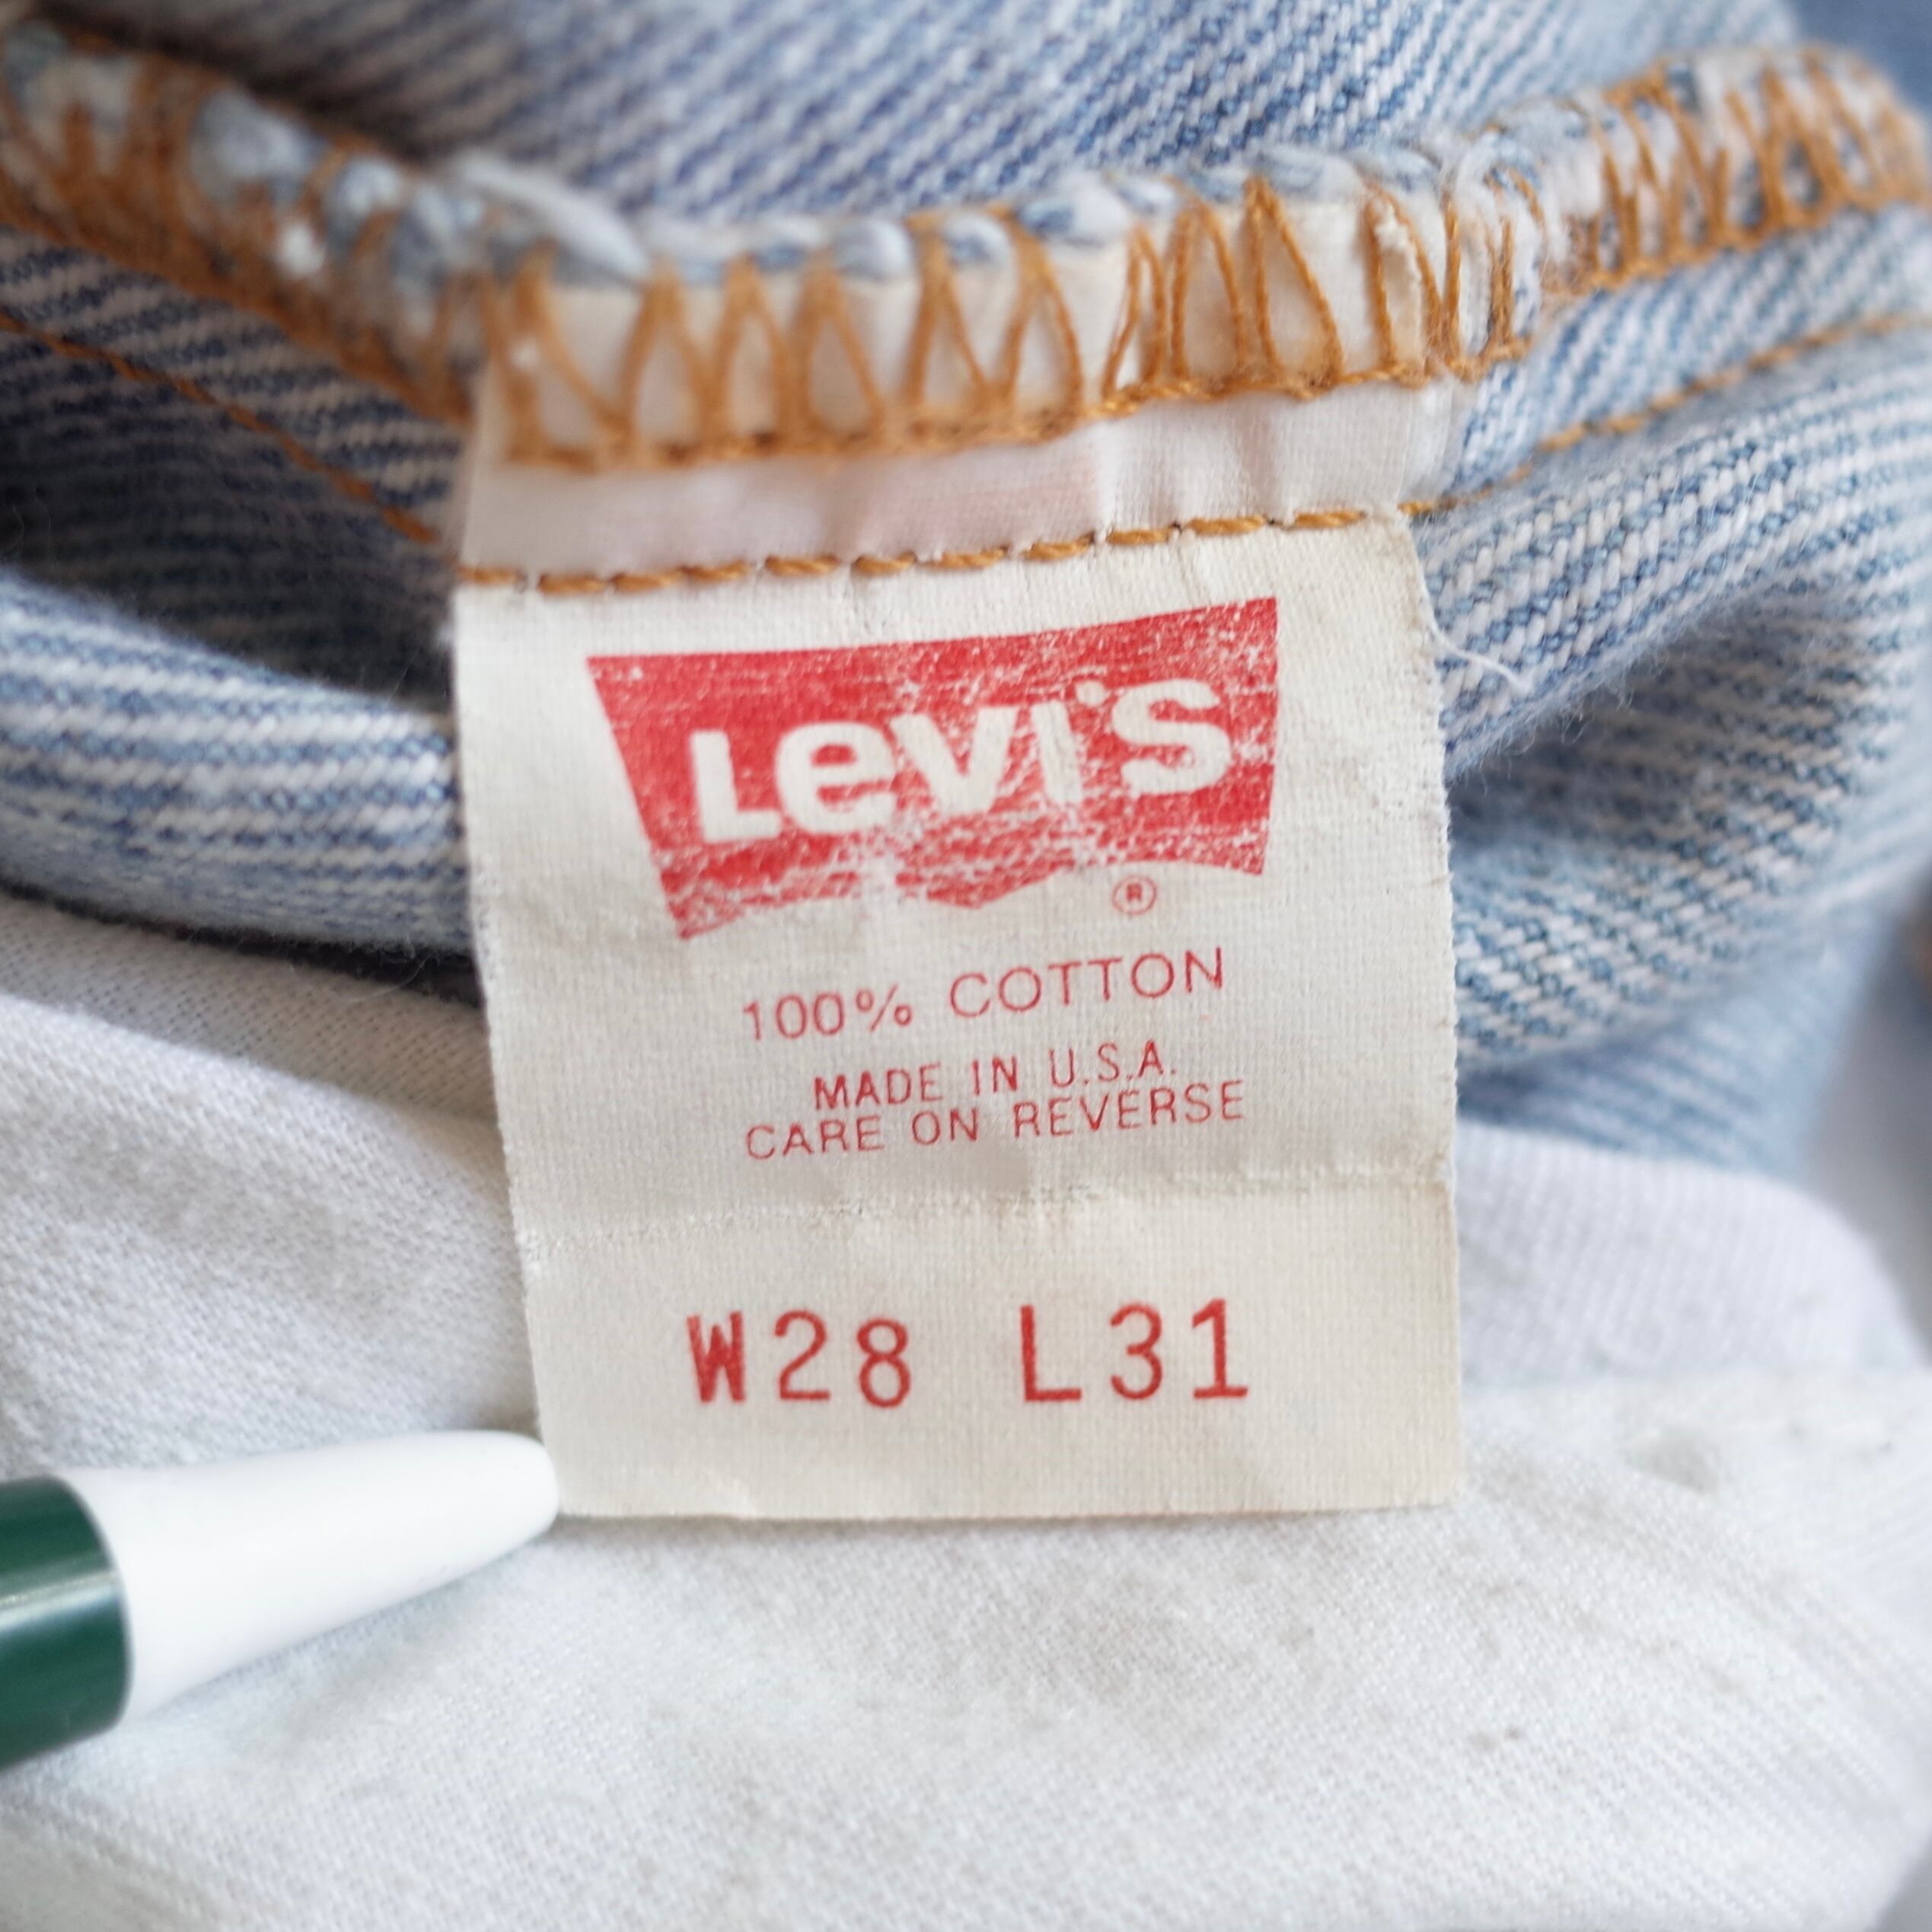 Levi's
®
100% COTTON
MADE IN U.S.A.
CARE ON REVERSE
W28 L31